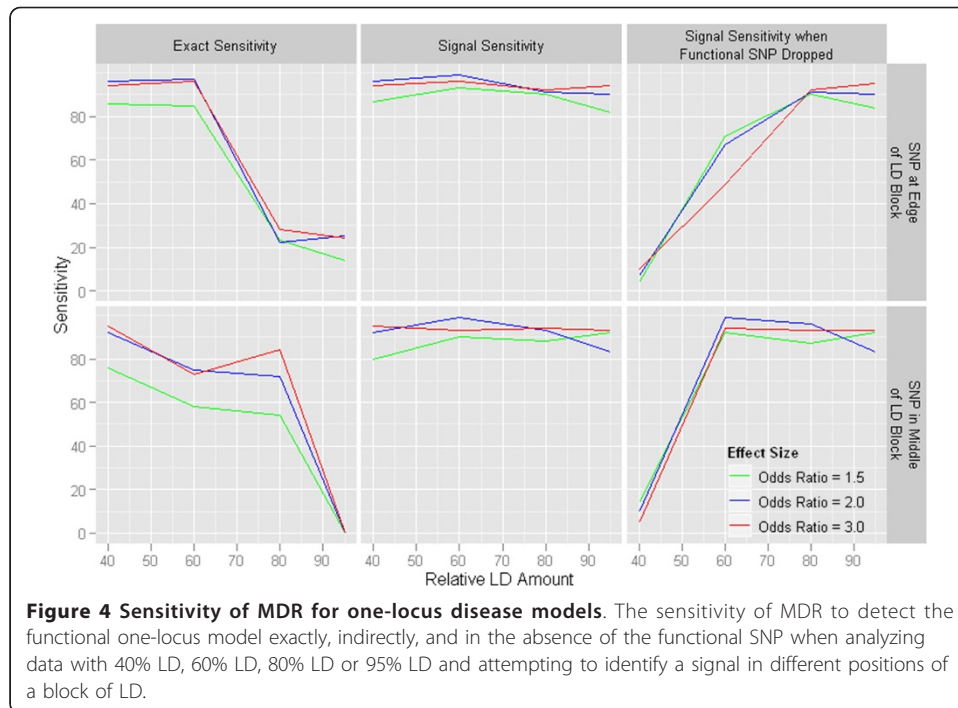 Exact Sensitivity
Signal Sensitivity
Signal Sensitivity when
Functional SNP Dropped
80
60
40
20
0
SNP at Edge
of LD Block
Sensitivity
80
60
40
20
0
SNP in Middle
of LD Block
Effect Size
Odds Ratio = 1.5
Odds Ratio = 2.0
Odds Ratio = 3.0
40 50 60 70 80 90 40 50 60 70 80 90 40 50 60 70 80 90
Relative LD Amount
Figure 4 Sensitivity of MDR for one-locus disease models. The sensitivity of MDR to detect the
functional one-locus model exactly, indirectly, and in the absence of the functional SNP when analyzing
data with 40% LD, 60% LD, 80% LD or 95% LD and attempting to identify a signal in different positions of
a block of LD.